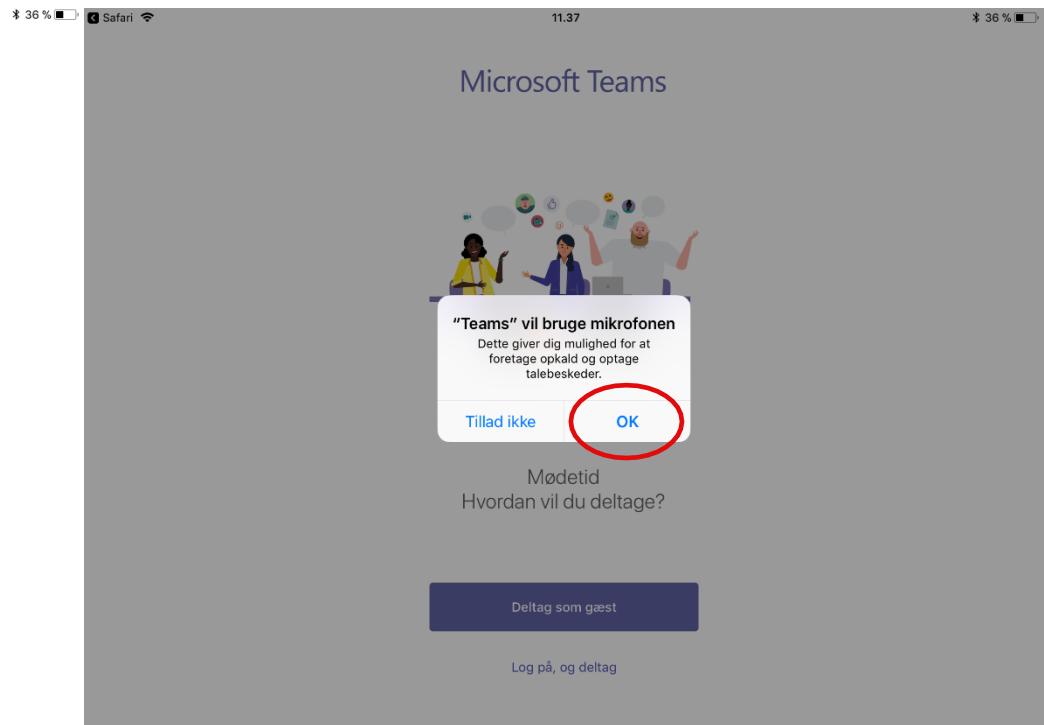 36 %
Safari
11.37
36 %
Microsoft Teams
“Teams” vil bruge mikrofonen
Dette giver dig mulighed for at
foretage opkald og optage
talebeskeder.
Tillad ikke
OK
Mødetid
Hvordan vil du deltage?
Deltag som gæst
Log på, og deltag